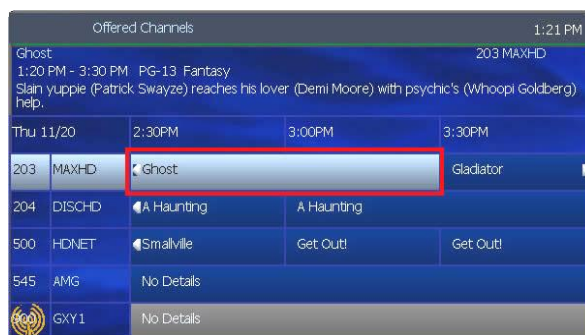 Offered Channels 1:21 PM
Ghost 203 MAXHD
1:20 PM - 3:30 PM PG-13 Fantasy
Slain yuppie (Patrick Swayze) reaches his lover (Demi Moore) with psychic's (Whoopi Goldberg)
help.
Thu 11/20 2:30PM 3:00PM 3:30PM
203 MAXHD Ghost Gladiator
204 DISCHD A Haunting A Haunting
500 HDNET Smallville Get Out! Get Out!
545 AMG No Details
GXY1 No Details